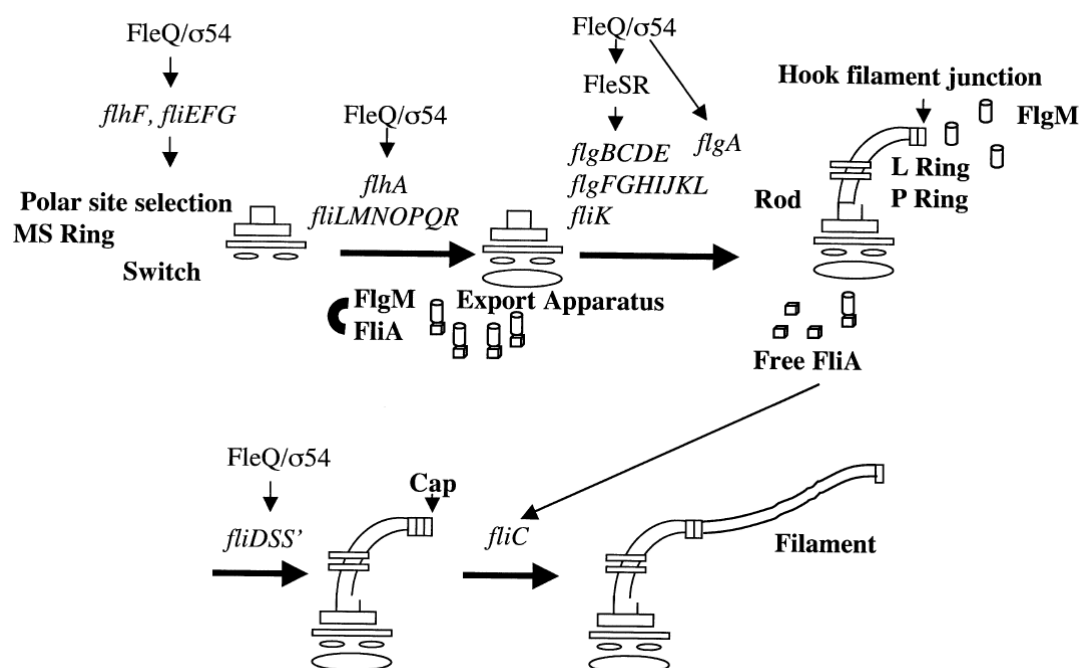 FleQ/σ54
flhF, fliEFG
Polar site selection
MS Ring
Switch
FleQ/σ54
flhA
fliLMNOPQR
FlgM
FliA
Export Apparatus
FleQ/σ54
FleSR
flgBCDE
flgFGHIJKL
fliK
flgA
Hook filament junction
FlgM
L Ring
P Ring
Rod
Free FliA
FleQ/σ54
fliDSS’
Cap
fliC
Filament